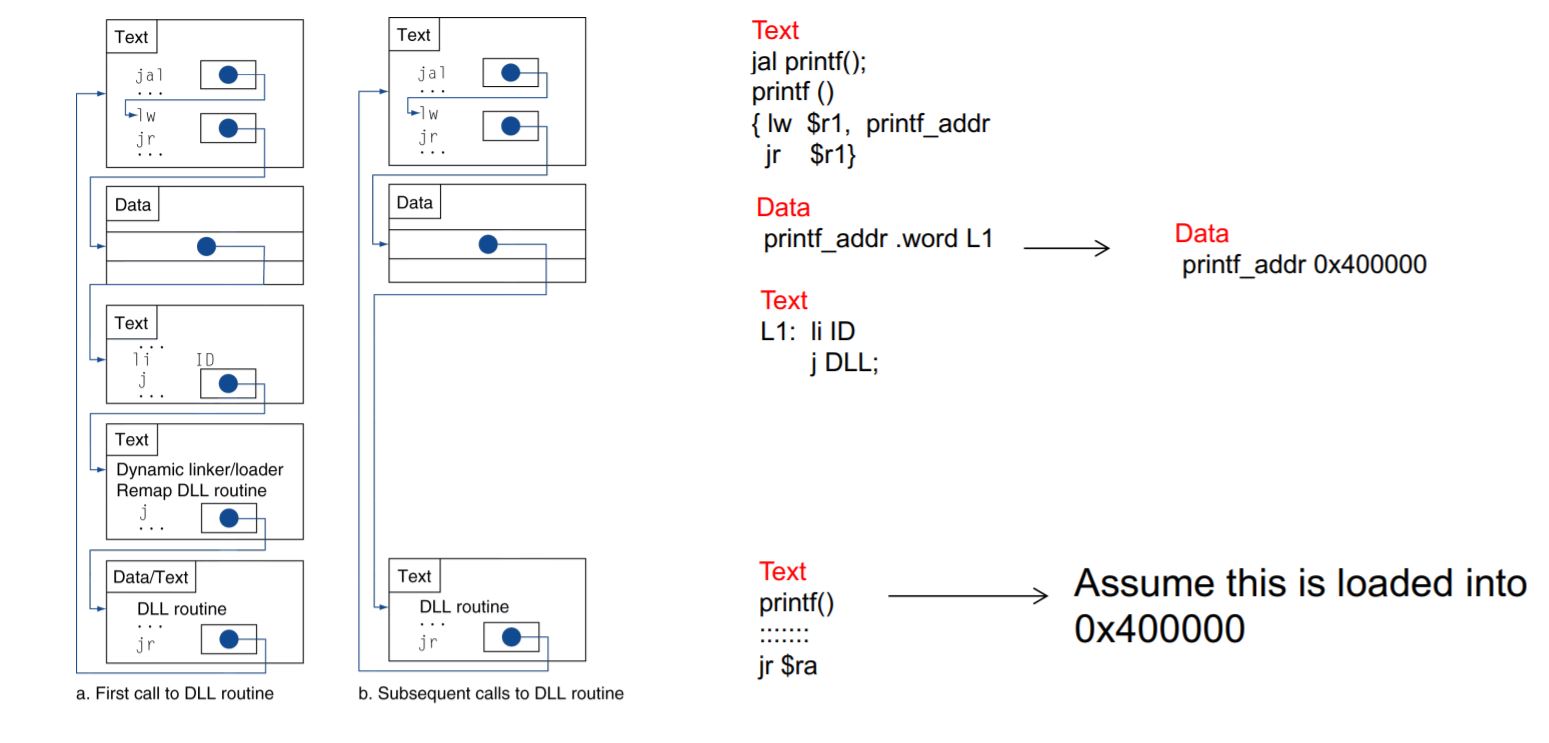 Text
jal
...
lw
jr
...
Data
Text
...
li ID
j
...
Text
Dynamic linker/loader
Remap DLL routine
j
...
Data/Text
DLL routine
...
jr
a. First call to DLL routine
Text
jal
...
lw
jr
...
Data
Text
DLL routine
...
jr
b. Subsequent calls to DLL routine
Text
jal printf();
printf ()
{ lw $r1, printf_addr
jr $r1}
Data
printf_addr .word L1
Data
printf_addr 0x400000
Text
L1: li ID
j DLL;
Text
printf()
:::::::
jr $ra
Assume this is loaded into
0x400000